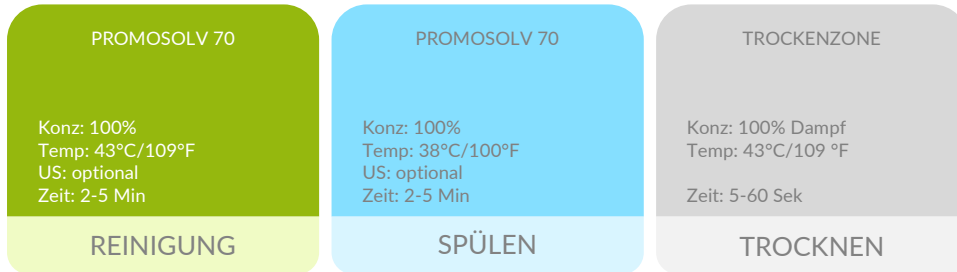 PROMOSOLV 70
Konz: 100%
Temp: 43°C/109°F
US: optional
Zeit: 2-5 Min
REINIGUNG
PROMOSOLV 70
Konz: 100%
Temp: 38°C/100°F
US: optional
Zeit: 2-5 Min
SPÜLEN
TROCKENZONE
Konz: 100% Dampf
Temp: 43°C/109 °F
Zeit: 5-60 Sek
TROCKNEN